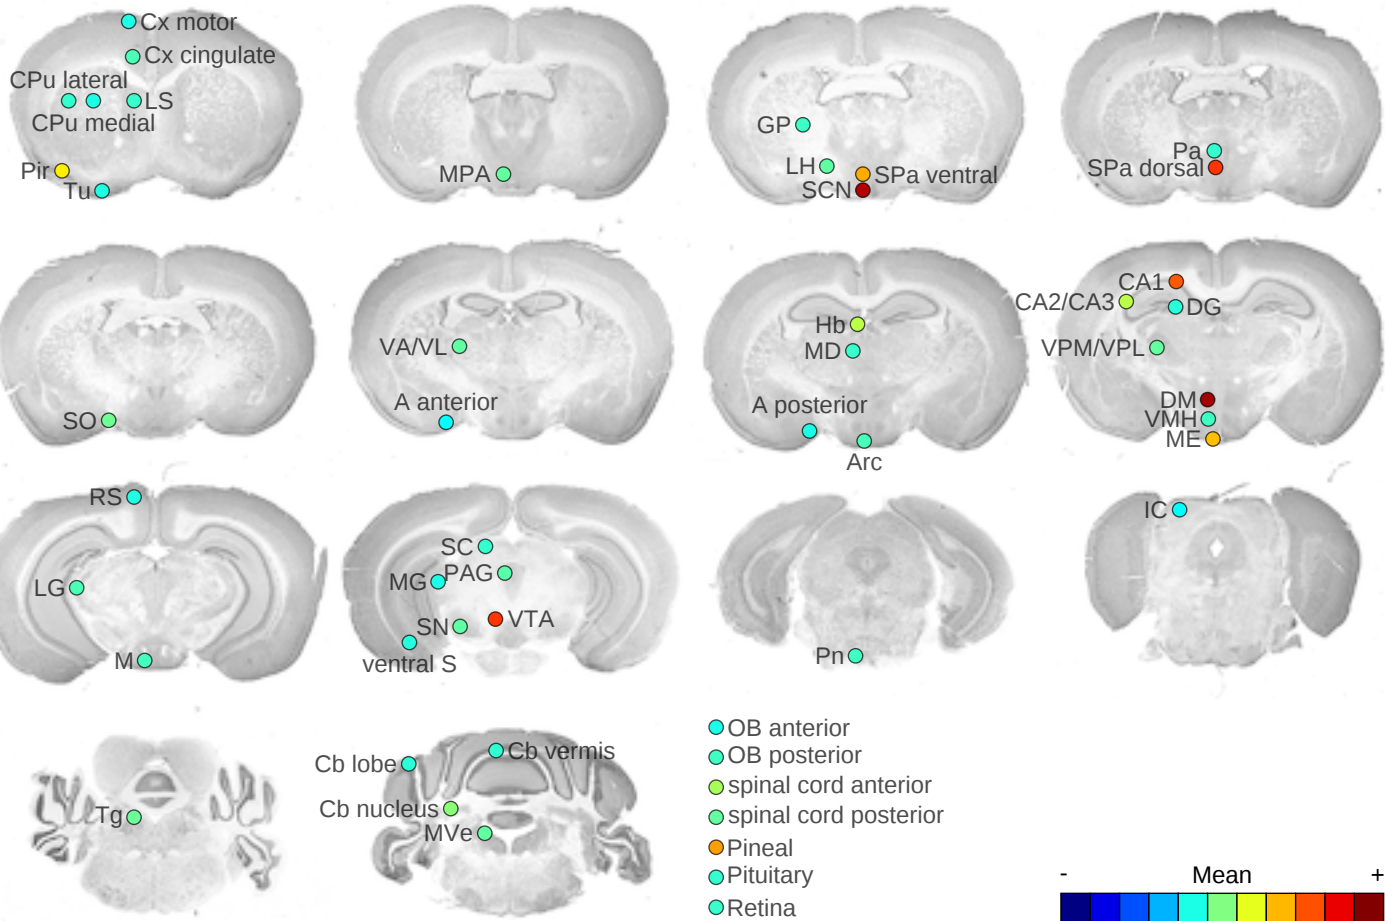 Cx motor
Cx cingulate
CPu lateral
LS
CPu medial
Pir
Tu
MPA
GP
LH
SPa ventral
SCN
Pa
SPa dorsal
SO
VA/VL
A anterior
Hb
MD
A posterior
Arc
CA1
CA2/CA3
DG
VPM/VPL
DM
VMH
ME
RS
LG
M
SC
MG
PAG
SN
VTA
ventral S
Pn
IC
Tg
Cb lobe
Cb vermis
Cb nucleus
MVe
OB anterior
OB posterior
spinal cord anterior
spinal cord posterior
Pineal
Pituitary
Retina
- Mean +